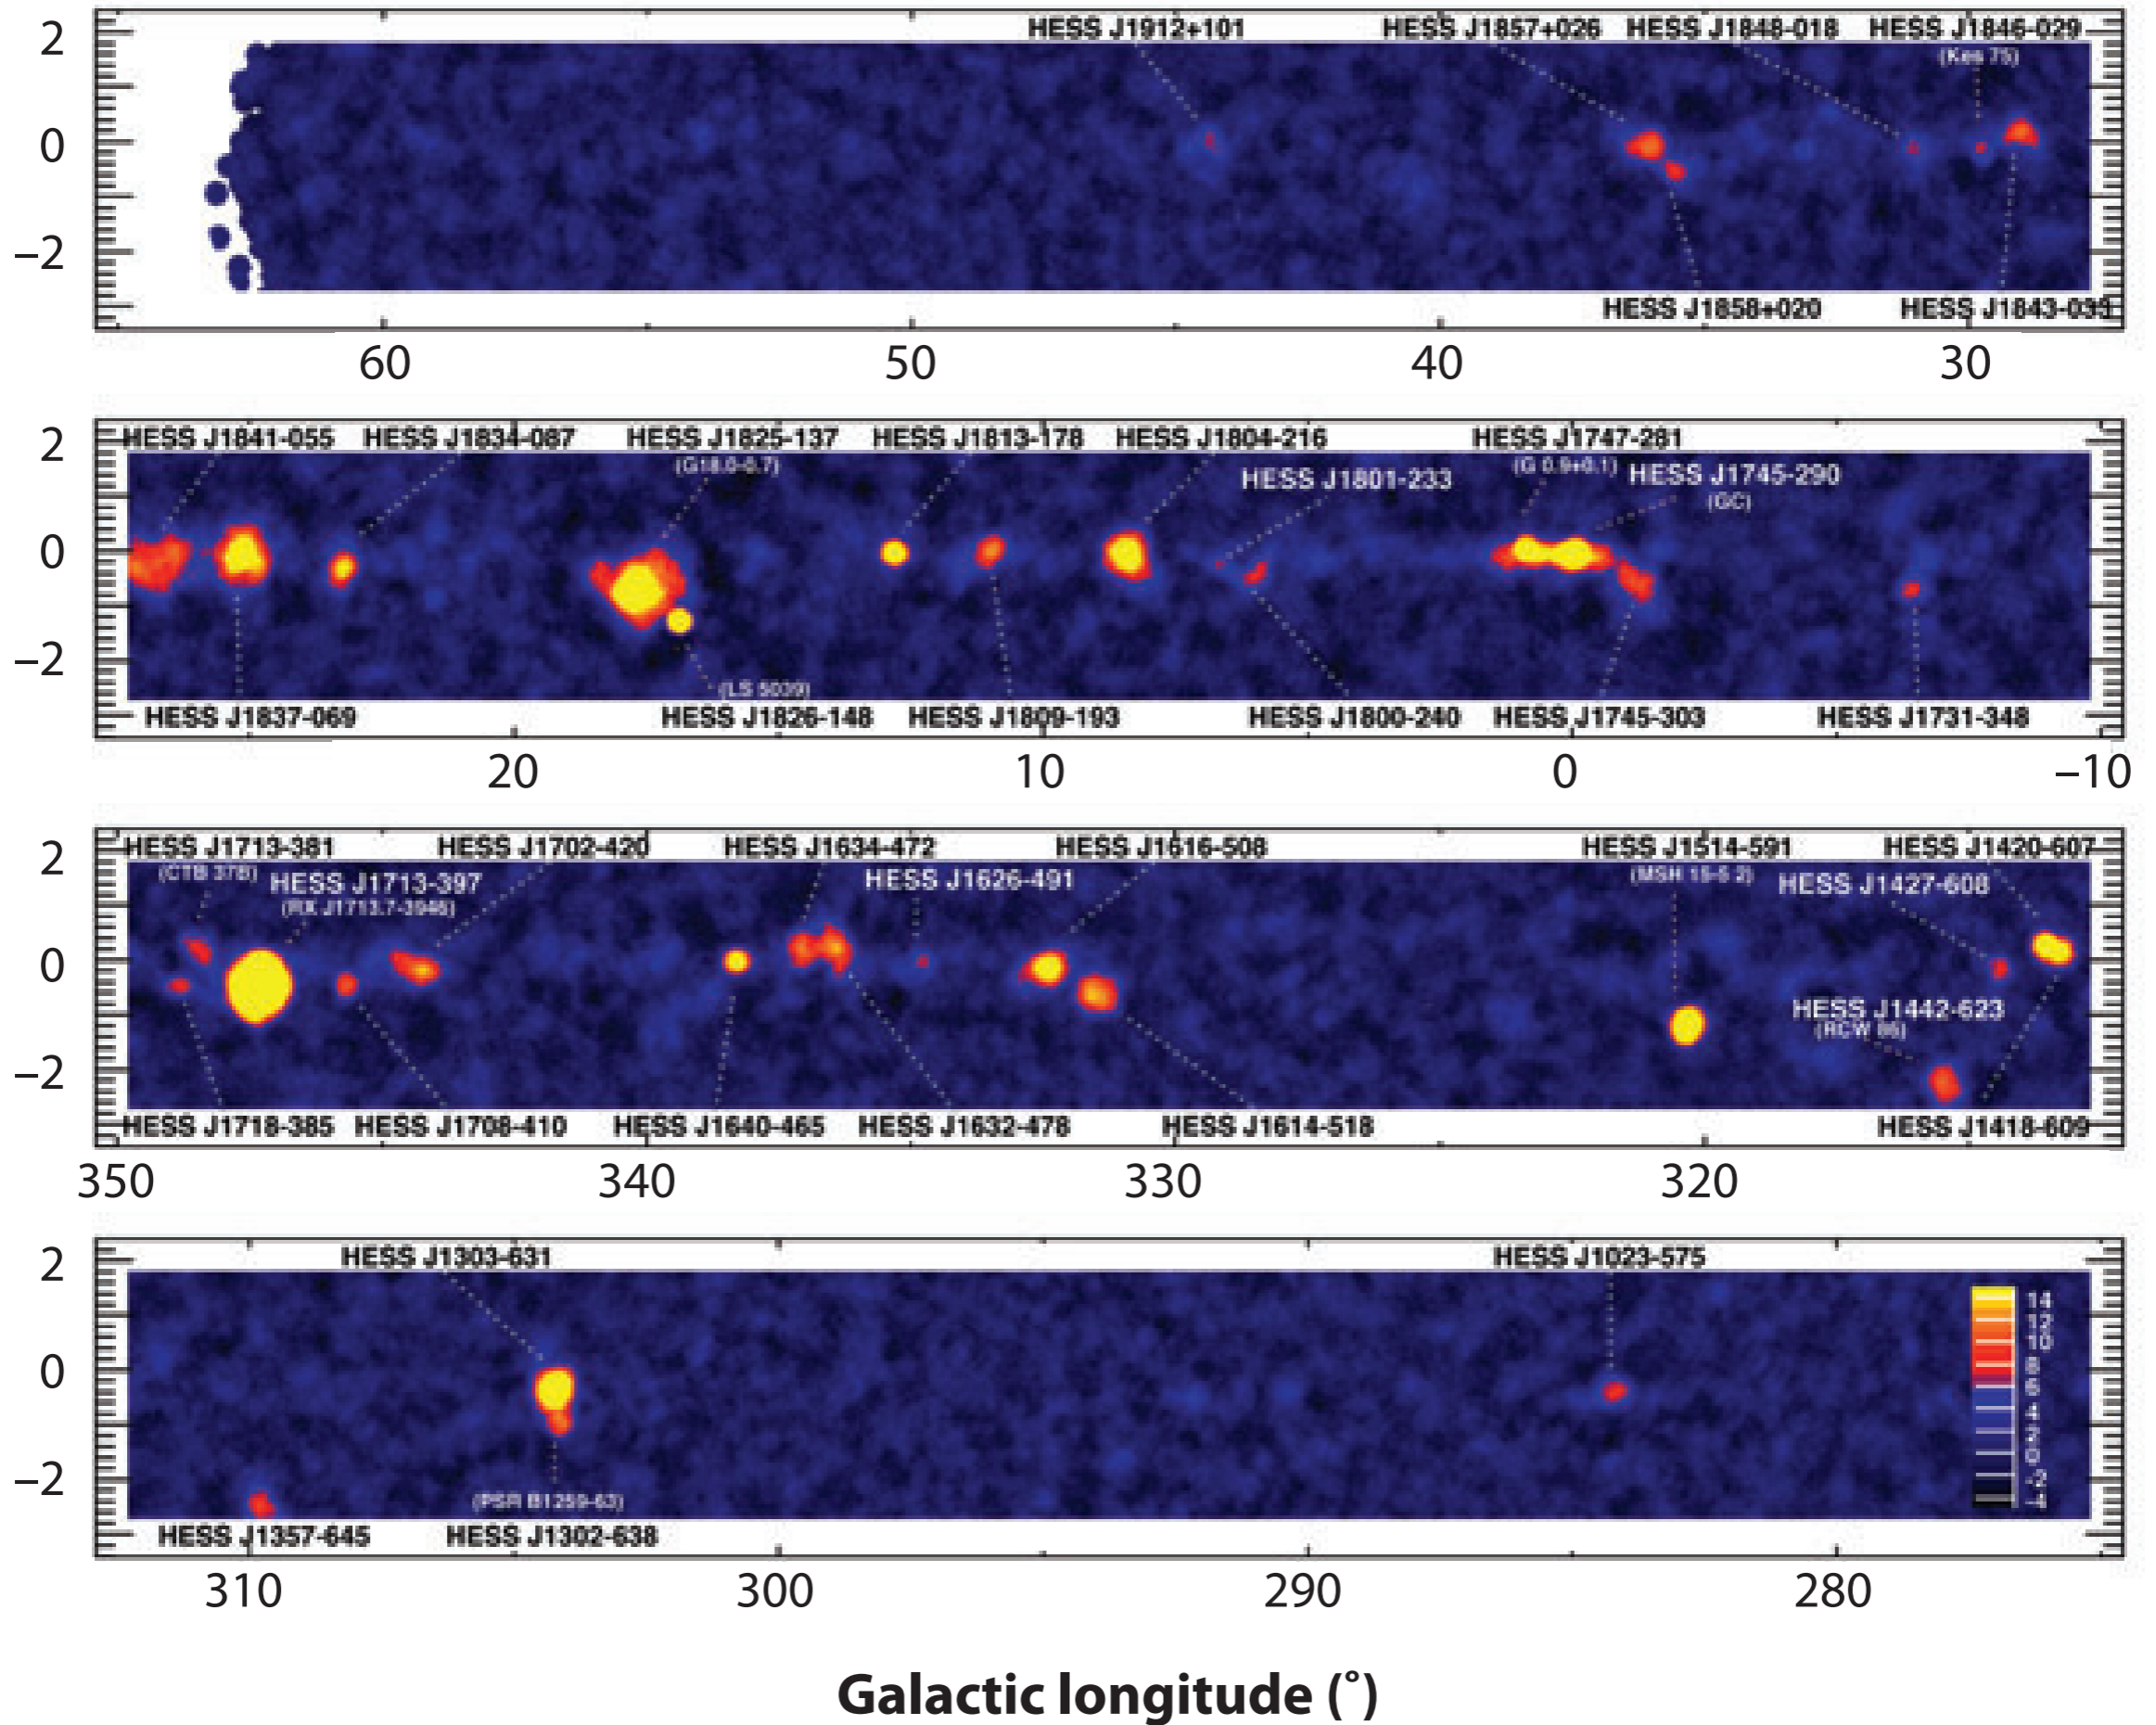 HESS J1912+101 HESS J1857+026 HESS J1848-018 HESS J1846-029
(Kes 75)
2
0
−2
HESS J1858+020 HESS J1843-033
60 50 40 30
HESS J1841-055 HESS J1834-087 HESS J1825-137 HESS J1813-178 HESS J1804-216 HESS J1747-281
(G18.0-0.7) (G 0.9+0.1) HESS J1745-290
HESS J1801-233 (GC)
2
0
−2
(LS 5039)
HESS J1837-069 HESS J1826-148 HESS J1809-193 HESS J1800-240 HESS J1745-303 HESS J1731-348
20 10 0 −10
HESS J1713-381 HESS J1702-420 HESS J1634-472 HESS J1616-508 HESS J1514-591 HESS J1420-607
(CTB 37B) HESS J1713-397 HESS J1626-491 (MSH 15-5 2) HESS J1427-608
(RX J1713.7-3946)
2
0
−2
HESS J1442-623
(RCW 86)
HESS J1718-385 HESS J1708-410 HESS J1640-465 HESS J1632-478 HESS J1614-518 HESS J1418-609
350 340 330 320
HESS J1303-631 HESS J1023-575
2
0
−2
14
12
10
8
6
4
2
0
-2
-4
(PSR B1259-63)
HESS J1357-645 HESS J1302-638
310 300 290 280
Galactic longitude (°)